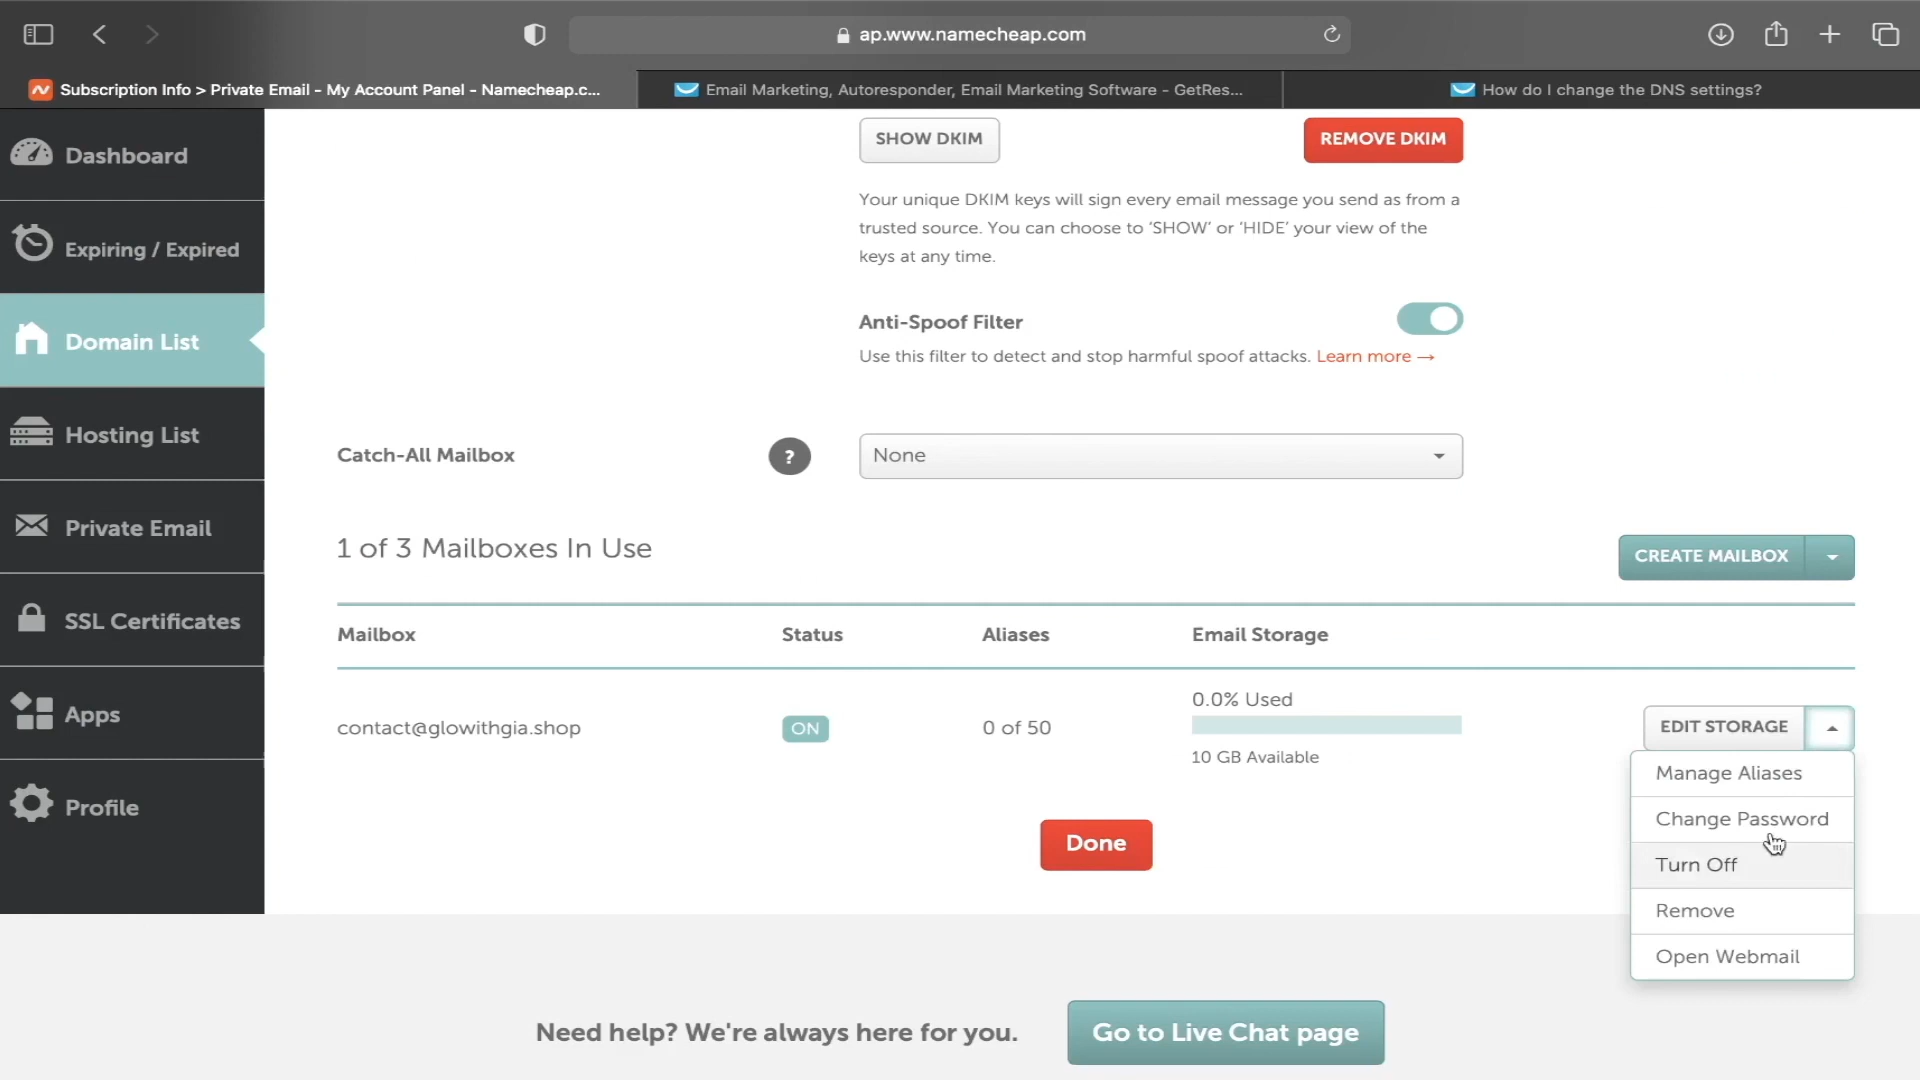 ap.www.namecheap.com
Subscription Info > Private Email - My Account Panel - Namecheap.c...
Email Marketing, Autoresponder, Email Marketing Software - GetRes...
How do I change the DNS settings?
Dashboard
Expiring / Expired
Domain List
Hosting List
Private Email
SSL Certificates
Apps
Profile
SHOW DKIM
REMOVE DKIM
Your unique DKIM keys will sign every email message you send as from a
trusted source. You can choose to ‘SHOW’ or ‘HIDE’ your view of the
keys at any time.
Anti-Spoof Filter
Use this filter to detect and stop harmful spoof attacks. Learn more →
Catch-All Mailbox
?
None
1 of 3 Mailboxes In Use
CREATE MAILBOX
Mailbox Status Aliases Email Storage
contact@glowithgia.shop
ON
0 of 50
0.0% Used
10 GB Available
EDIT STORAGE
Manage Aliases
Change Password
Turn Off
Remove
Open Webmail
Done
Need help? We're always here for you.
Go to Live Chat page